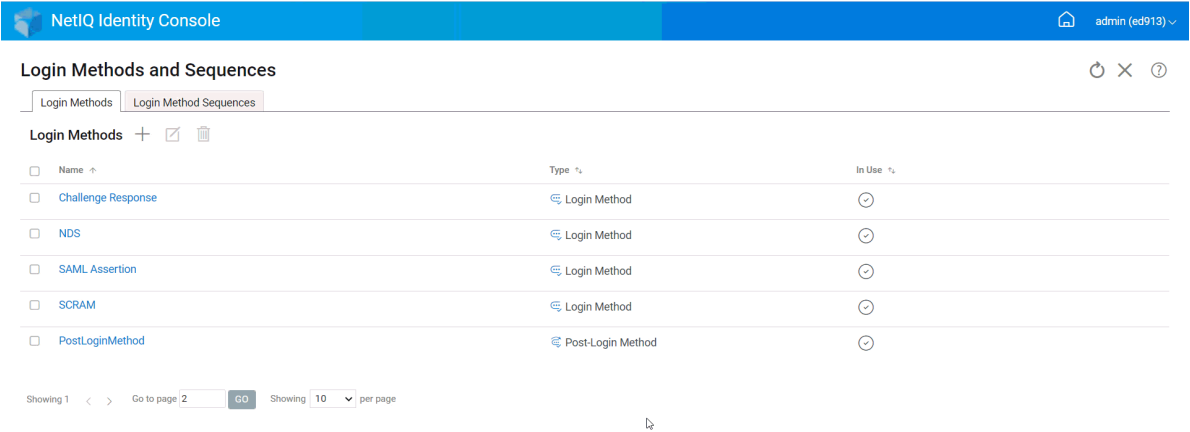 NetIQ Identity Console
admin (ed913)
Login Methods and Sequences
Login Methods
Login Method Sequences
Login Methods
Name Type In Use
Challenge Response Login Method
NDS Login Method
SAML Assertion Login Method
SCRAM Login Method
PostLoginMethod Post-Login Method
Showing 1 Go to page 2 GO Showing 10 per page